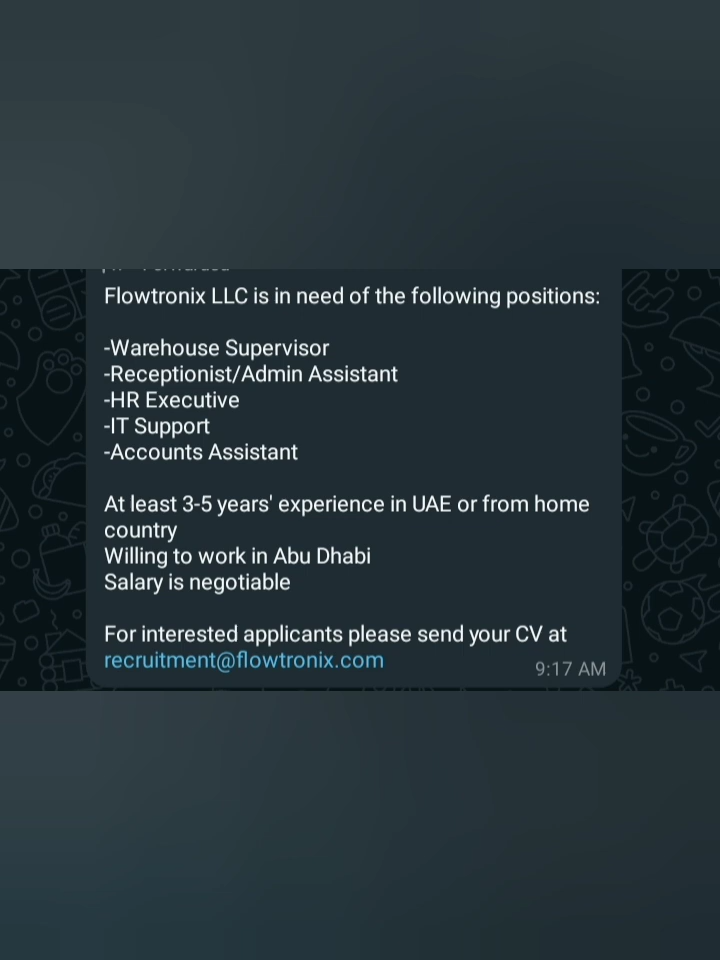 Flowtronix LLC is in need of the following positions:
-Warehouse Supervisor
-Receptionist/Admin Assistant
-HR Executive
-IT Support
-Accounts Assistant
At least 3-5 years' experience in UAE or from home
country
Willing to work in Abu Dhabi
Salary is negotiable
For interested applicants please send your CV at
recruitment@flowtronix.com
9:17 AM